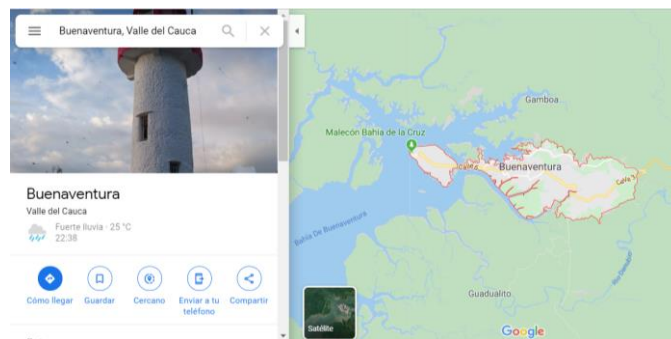 Buenaventura, Valle del Cauca
Buenaventura
Valle del Cauca
Fuerte lluvia · 25 °C
22:38
Cómo llegar
Guardar
Cercano
Enviar a tu
teléfono
Compartir
Gamboa
Malecón Bahía de la Cruz
Buenaventura
Bahía De Buenaventura
Guadualito
Satélite
Google